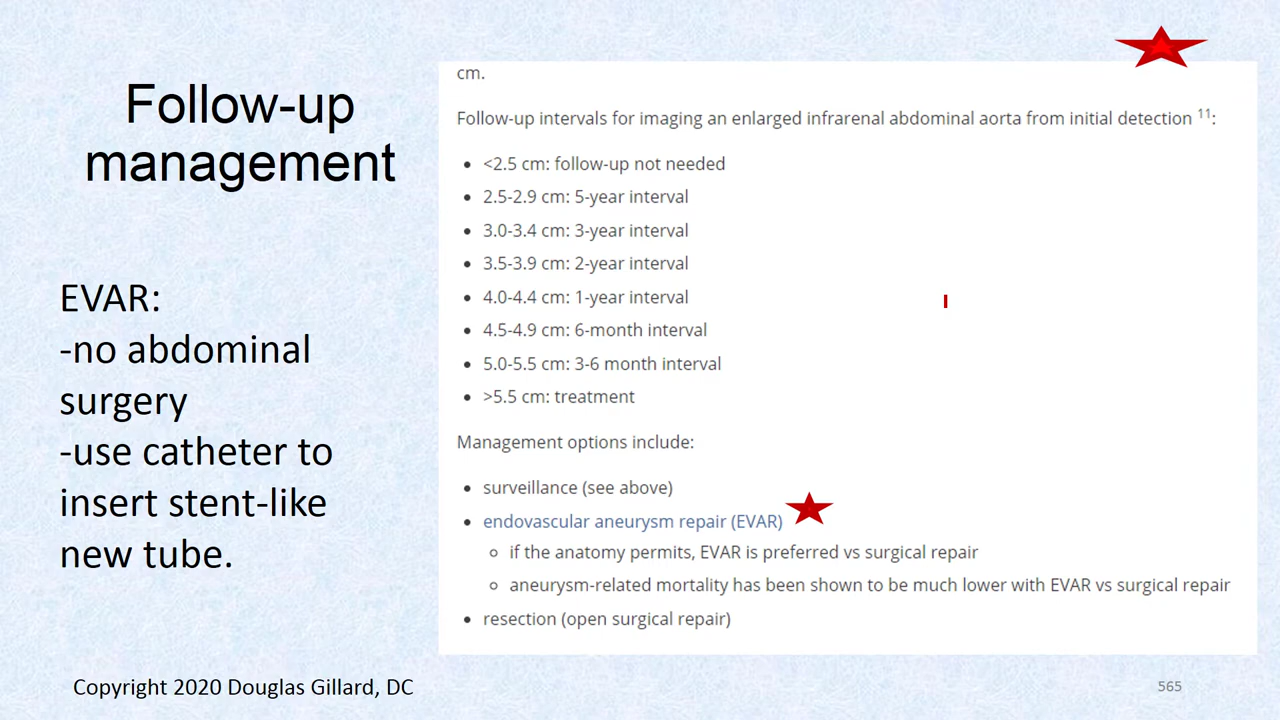 Follow-up
management
EVAR:
-no abdominal
surgery
-use catheter to
insert stent-like
new tube.
cm.
Follow-up intervals for imaging an enlarged infrarenal abdominal aorta from initial detection 11:
• <2.5 cm: follow-up not needed
• 2.5-2.9 cm: 5-year interval
• 3.0-3.4 cm: 3-year interval
• 3.5-3.9 cm: 2-year interval
• 4.0-4.4 cm: 1-year interval
• 4.5-4.9 cm: 6-month interval
• 5.0-5.5 cm: 3-6 month interval
• >5.5 cm: treatment
Management options include:
• surveillance (see above)
• endovascular aneurysm repair (EVAR)
○ if the anatomy permits, EVAR is preferred vs surgical repair
○ aneurysm-related mortality has been shown to be much lower with EVAR vs surgical repair
• resection (open surgical repair)
Copyright 2020 Douglas Gillard, DC
565